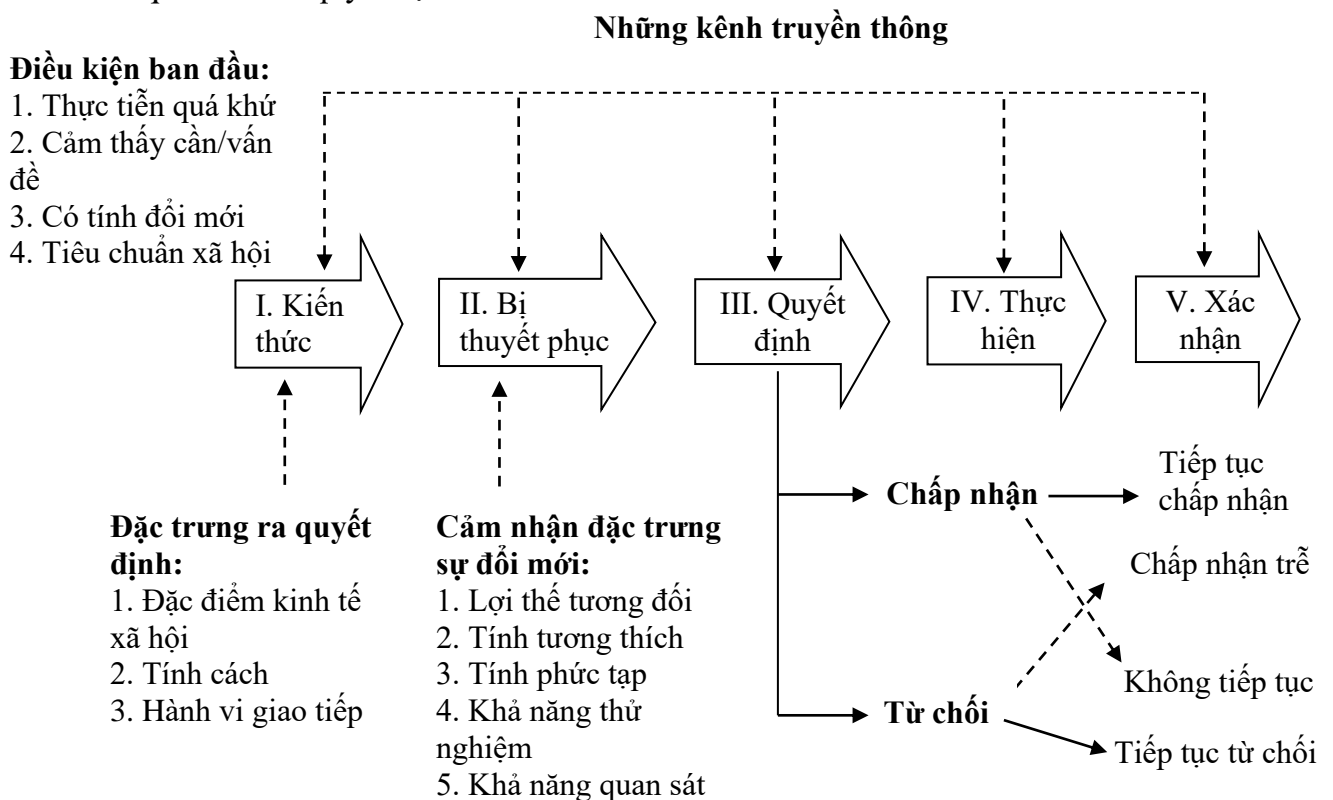 Những kênh truyền thông
Điều kiện ban đầu:
1. Thực tiễn quá khứ
2. Cảm thấy cần/vấn
đề
3. Có tính đổi mới
4. Tiêu chuẩn xã hội
I. Kiến
thức
II. Bị
thuyết phục
III. Quyết
định
IV. Thực
hiện
V. Xác
nhận
Đặc trưng ra quyết
định:
1. Đặc điểm kinh tế
xã hội
2. Tính cách
3. Hành vi giao tiếp
Cảm nhận đặc trưng
sự đổi mới:
1. Lợi thế tương đối
2. Tính tương thích
3. Tính phức tạp
4. Khả năng thử
nghiệm
5. Khả năng quan sát
Chấp nhận
Từ chối
Tiếp tục
chấp nhận
Chấp nhận trễ
Không tiếp tục
Tiếp tục từ chối